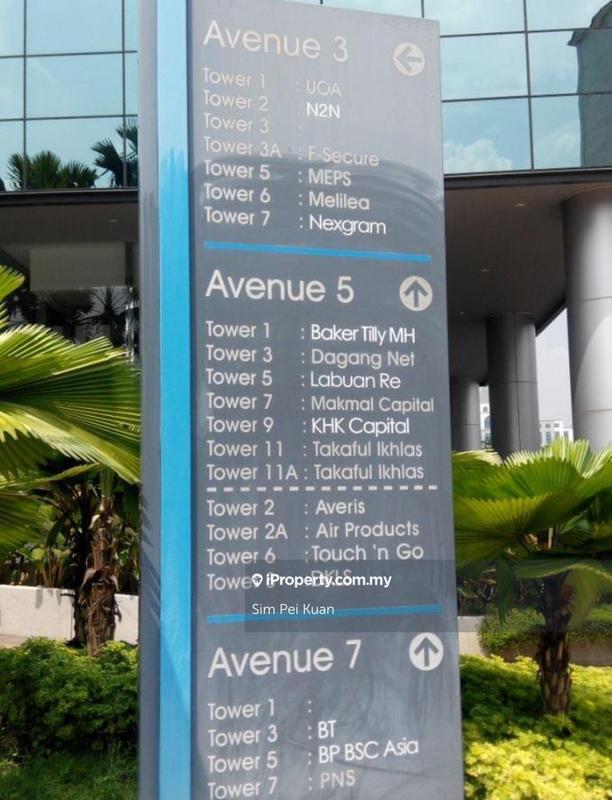 Avenue 3
Tower 1 : UOA
Tower 2 : N2N
Tower 3 :
Tower 3A : F-Secure
Tower 5 : MEPS
Tower 6 : Melilea
Tower 7 : Nexgram
Avenue 5
Tower 1 : Baker Tilly MH
Tower 3 : Dagang Net
Tower 5 : Labuan Re
Tower 7 : Makmal Capital
Tower 9 : KHK Capital
Tower 11 : Takaful Ikhlas
Tower 11A : Takaful Ikhlas
Tower 2 : Averis
Tower 2A : Air Products
Tower 6 : Touch 'n Go
Tower
iProperty.com.my
Sim Pei Kuan
Avenue 7
Tower 1 :
Tower 3 : BT
Tower 5 : BP BSC Asia
Tower 7 : PNS